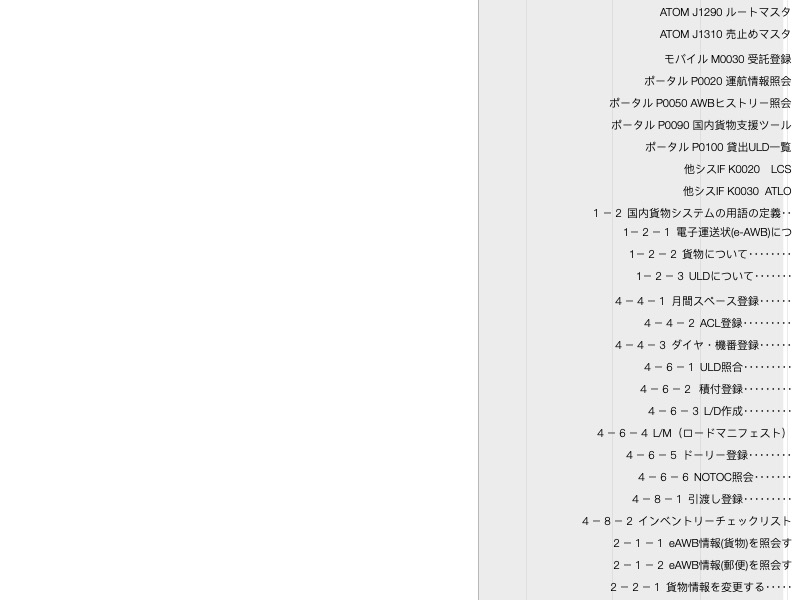 ATOM J1290 ルートマスタ
ATOM J1310 売止めマスタ
モバイル M0030 受託登録
ポータル P0020 運航情報照会
ポータル P0050 AWBヒストリー照会
ポータル P0090 国内貨物支援ツール
ポータル P0100 貸出ULD一覧
他シスIF K0020　LCS
他シスIF K0030 ATLO
１－２ 国内貨物システムの用語の定義‥
１－２－１ 電子運送状(e-AWB)につ
１－２－２ 貨物について‥‥‥‥
１－２－３ ULDについて‥‥‥
４－４－１ 月間スペース登録‥‥‥
４－４－２ ACL登録‥‥‥‥‥
４－４－３ ダイヤ・機番登録‥‥‥
４－６－１ ULD照合‥‥‥‥‥
４－６－２ 積付登録‥‥‥‥‥
４－６－３ L/D作成‥‥‥‥‥
４－６－４ L/M（ロードマニフェスト）
４－６－５ ドーリー登録‥‥‥‥
４－６－６ NOTOC照会‥‥‥
４－８－１ 引渡し登録‥‥‥‥‥
４－８－２ インベントリーチェックリスト
２－１－１ eAWB情報(貨物)を照会す
２－１－２ eAWB情報(郵便)を照会す
２－２－１ 貨物情報を変更する‥‥‥